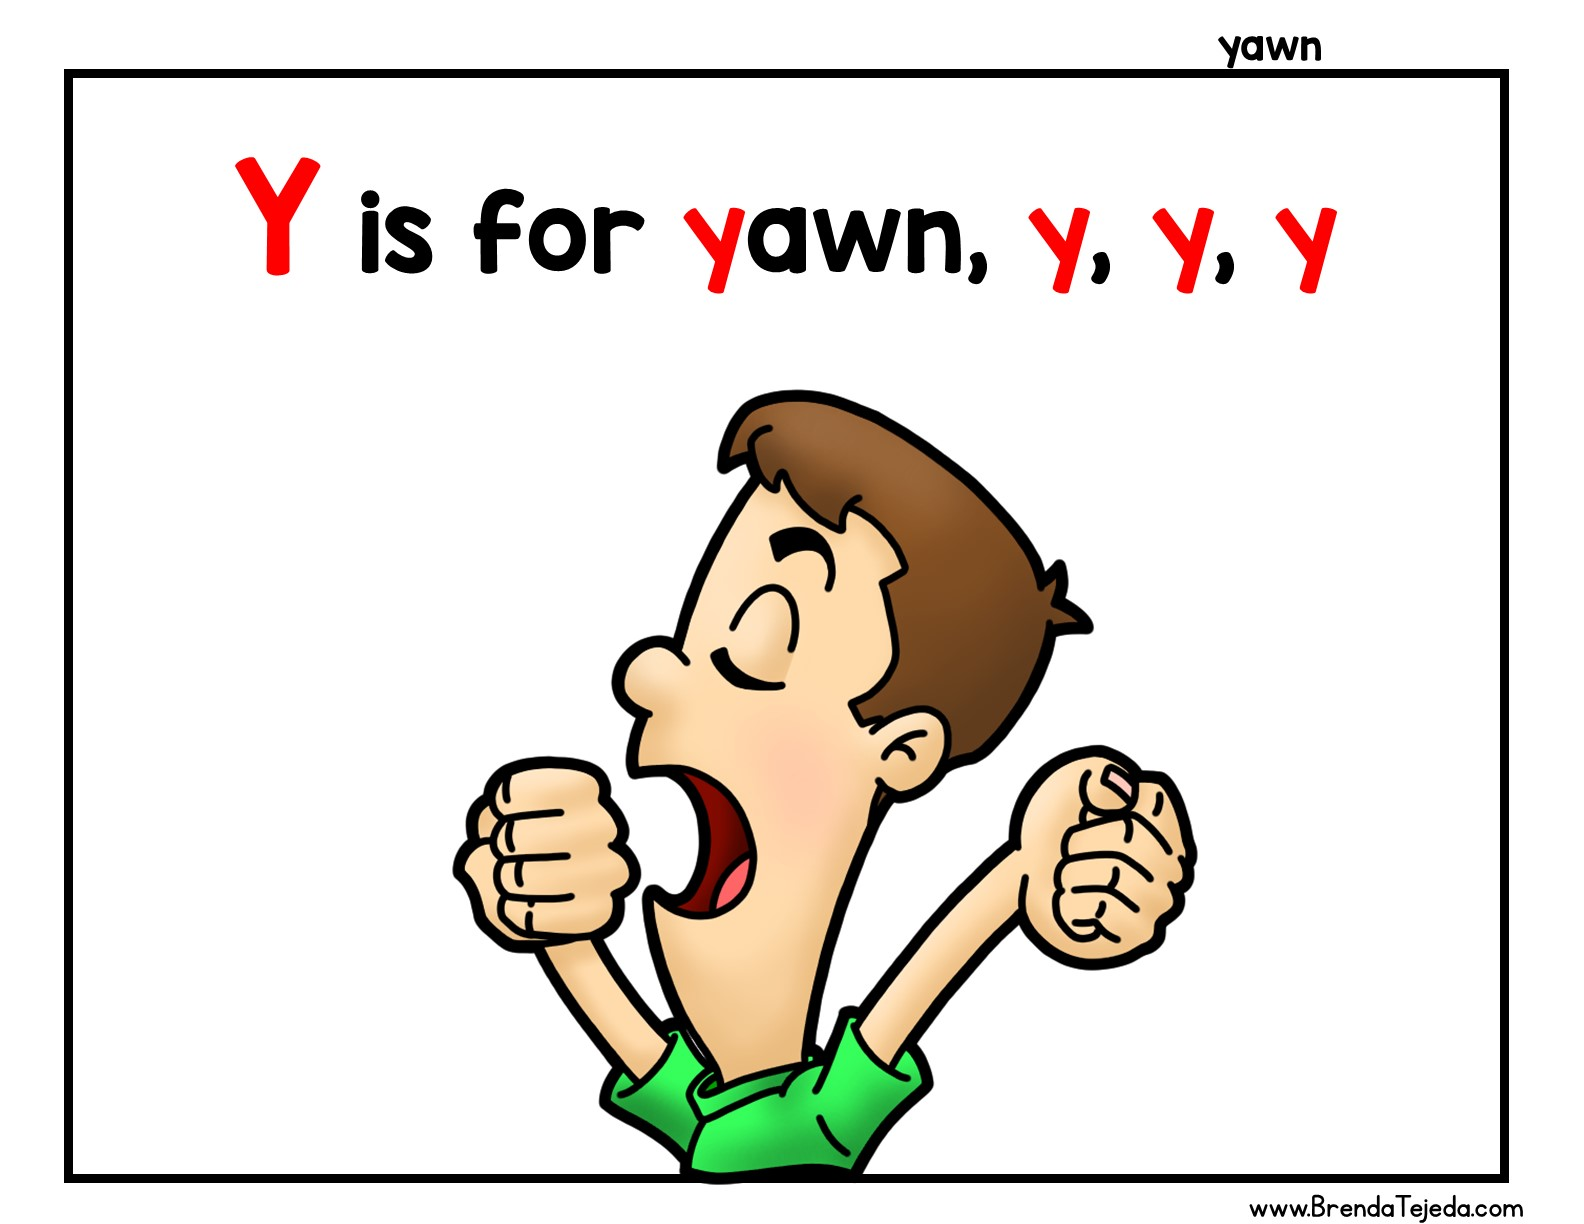 yawn
Y is for yawn, y, y, y
www.BrendaTejeda.com